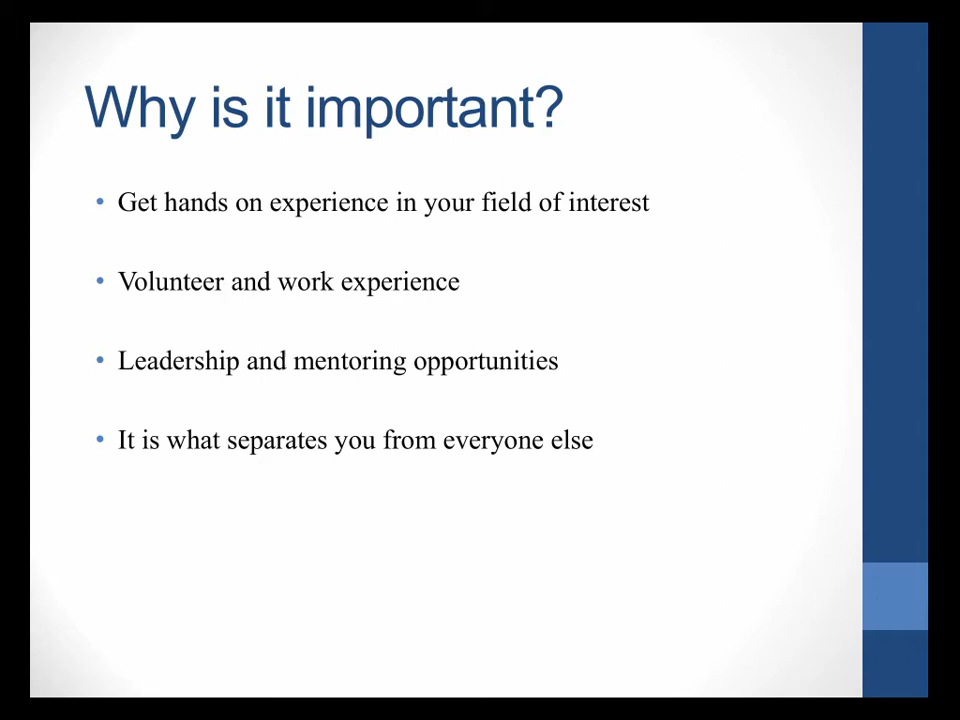 Why is it important?
• Get hands on experience in your field of interest
• Volunteer and work experience
• Leadership and mentoring opportunities
• It is what separates you from everyone else